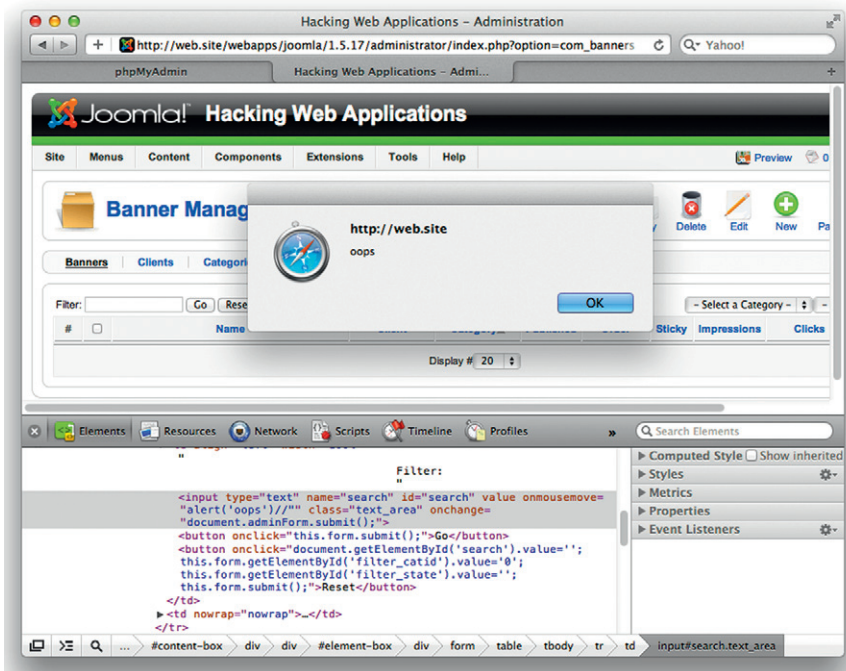 Hacking Web Applications – Administration
http://web.site/webapps/joomla/1.5.17/administrator/index.php?option=com_banners
Q▾ Yahoo!
phpMyAdmin
Hacking Web Applications – Admi...
Joomla! Hacking Web Applications
Site Menus Content Components Extensions Tools Help Preview 0
Banner Manag
Delete Edit New Pa
http://web.site
oops
OK
Banners Clients Categori
Filter: Go Rese
- Select a Category -
# Name
Sticky Impressions Clicks
Display # 20
Elements Resources Network Scripts Timeline Profiles » Search Elements
"
Filter:
"
<input type="text" name="search" id="search" value onmousemove=
"alert('oops')//"" class="text_area" onchange=
"document.adminForm.submit();">
<button onclick="this.form.submit();">Go</button>
<button onclick="document.getElementById('search').value='';
this.form.getElementById('filter_catid').value='0';
this.form.getElementById('filter_state').value='';
this.form.submit();">Reset</button>
</td>
▶<td nowrap="nowrap">…</td>
</tr>
▶ Computed Style Show inherited
▶ Styles
▶ Metrics
▶ Properties
▶ Event Listeners
... #content-box div div #element-box div form table tbody tr td input#search.text_area